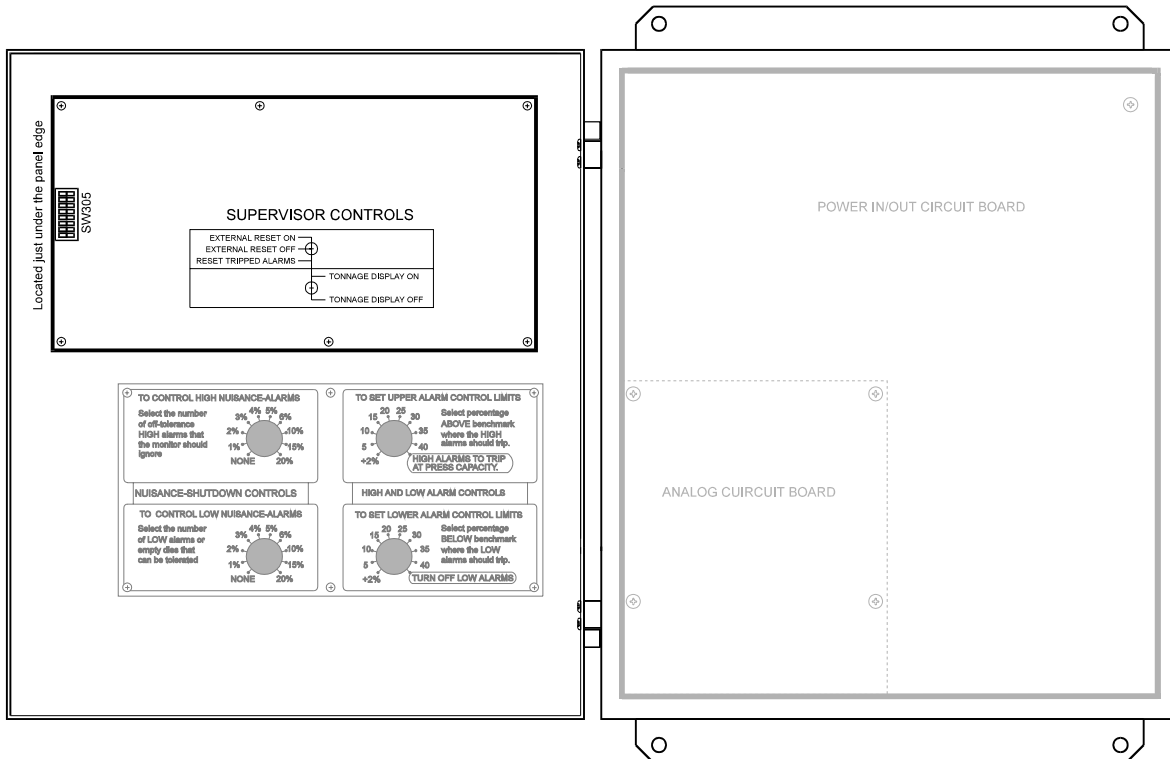 Located just under the panel edge
SW305
SUPERVISOR CONTROLS
EXTERNAL RESET ON
EXTERNAL RESET OFF
RESET TRIPPED ALARMS
TONNAGE DISPLAY ON
TONNAGE DISPLAY OFF
POWER IN/OUT CIRCUIT BOARD
ANALOG CUIRCUIT BOARD
TO CONTROL HIGH NUISANCE-ALARMS
Select the number
of off-tolerance
HIGH alarms that
the monitor should
ignore
NONE
1%
2%
3%
4%
5%
6%
10%
15%
20%
TO SET UPPER ALARM CONTROL LIMITS
+2%
5
10
15
20
25
30
35
40
Select percentage
ABOVE benchmark
where the HIGH
alarms should trip.
HIGH ALARMS TO TRIP
AT PRESS CAPACITY.
NUISANCE-SHUTDOWN CONTROLS
HIGH AND LOW ALARM CONTROLS
TO CONTROL LOW NUISANCE-ALARMS
Select the number
of LOW alarms or
empty dies that
can be tolerated
NONE
1%
2%
3%
4%
5%
6%
10%
15%
20%
TO SET LOWER ALARM CONTROL LIMITS
+2%
5
10
15
20
25
30
35
40
Select percentage
BELOW benchmark
where the LOW
alarms should trip.
TURN OFF LOW ALARMS